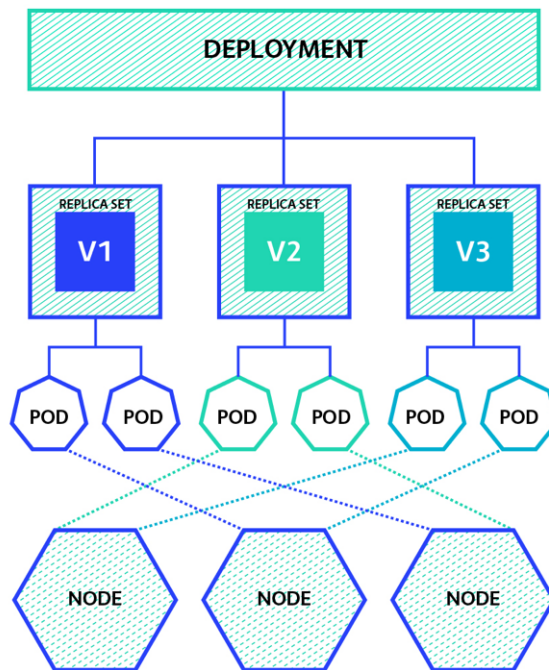 DEPLOYMENT
REPLICA SET
V1
REPLICA SET
V2
REPLICA SET
V3
POD
POD
POD
POD
POD
POD
NODE
NODE
NODE